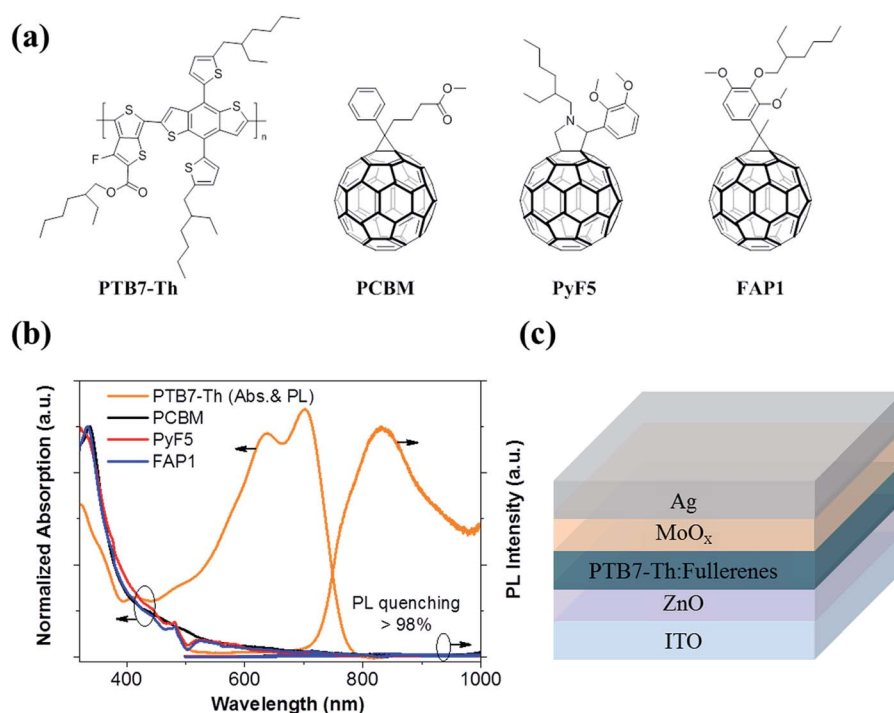 (a)
S
S
S
S
S
S
n
F
O
O
PTB7-Th
O
O
PCBM
N
O
O
PyF5
O
O
O
FAP1
(b)
PTB7-Th (Abs.& PL)
PCBM
PyF5
FAP1
PL quenching
> 98%
Normalized Absorption (a.u.)
PL Intensity (a.u.)
400 600 800 1000
Wavelength (nm)
(c)
Ag
MoOx
PTB7-Th:Fullerenes
ZnO
ITO